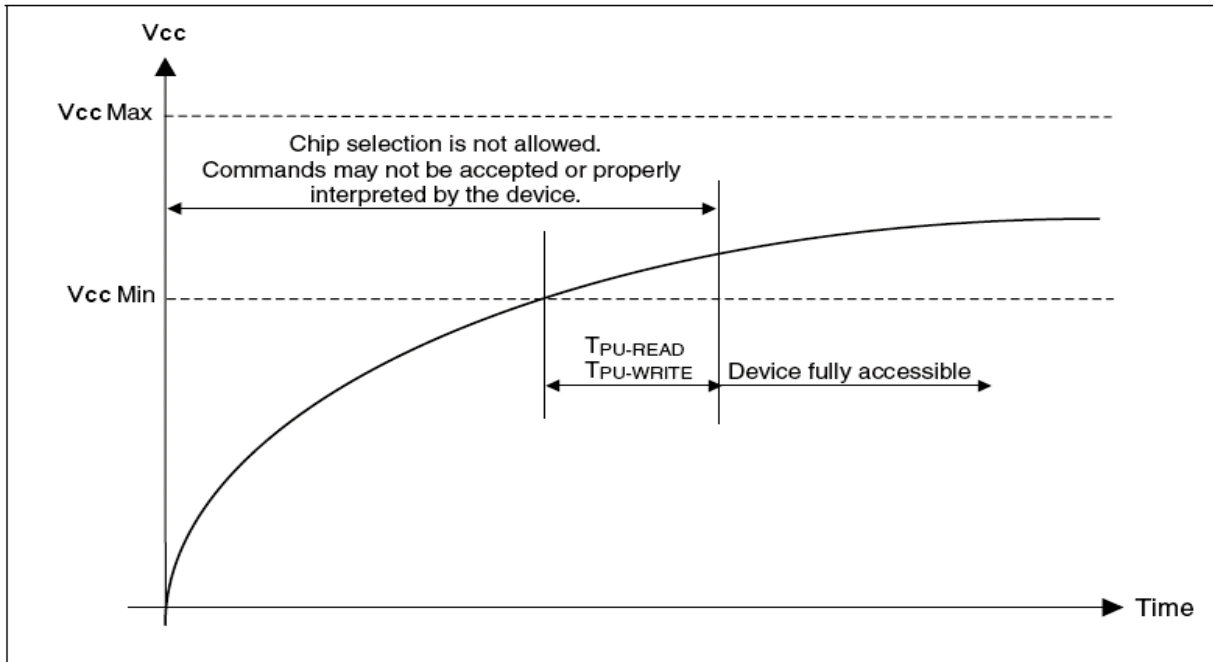 Vcc
Vcc Max
Chip selection is not allowed.
Commands may not be accepted or properly
interpreted by the device.
Vcc Min
TPU-READ
TPU-WRITE
Device fully accessible
Time